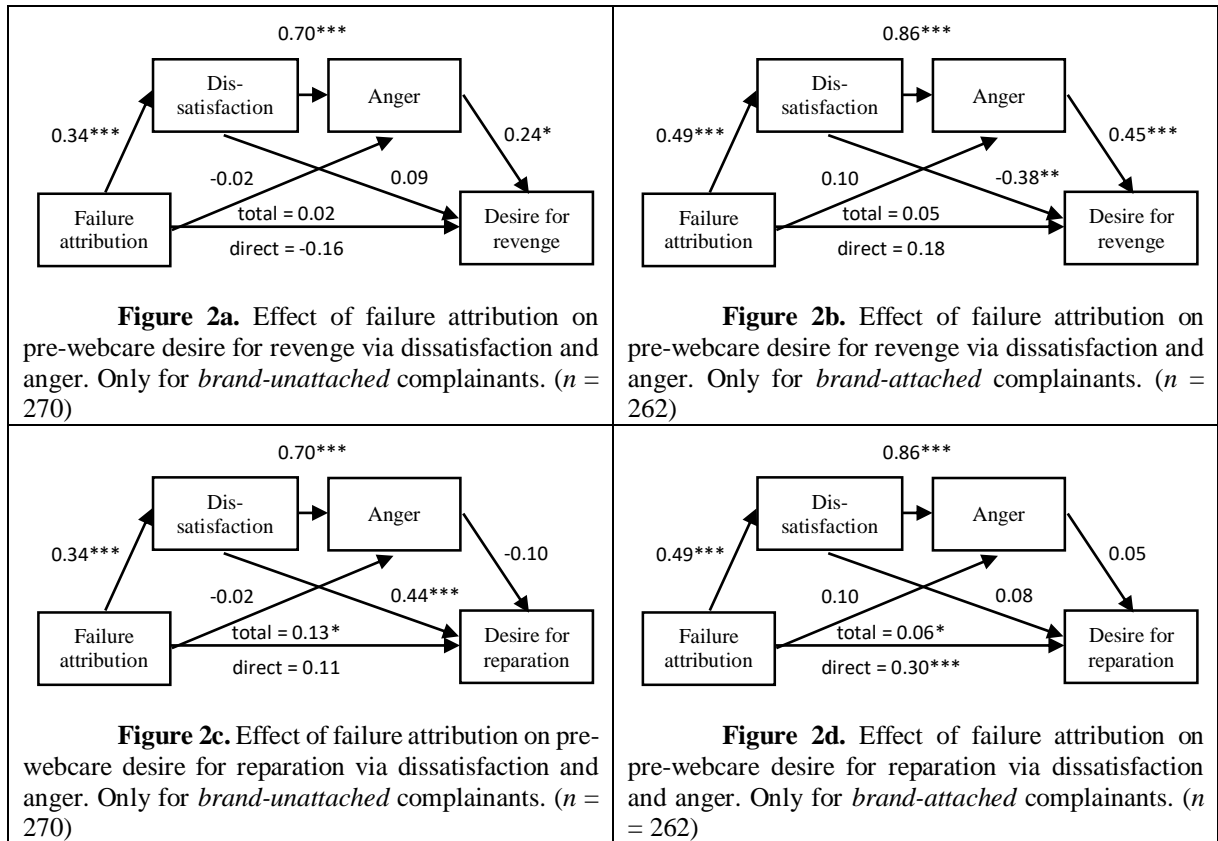 0.70***
Dis-
satisfaction
Anger
0.34***
0.24*
-0.02
0.09
Failure
attribution
total = 0.02
direct = -0.16
Desire for
revenge
Figure 2a. Effect of failure attribution on
pre-webcare desire for revenge via dissatisfaction and
anger. Only for brand-unattached complainants. (n =
270)
0.86***
Dis-
satisfaction
Anger
0.49***
0.45***
0.10
-0.38**
Failure
attribution
total = 0.05
direct = 0.18
Desire for
revenge
Figure 2b. Effect of failure attribution on
pre-webcare desire for revenge via dissatisfaction and
anger. Only for brand-attached complainants. (n =
262)
0.70***
Dis-
satisfaction
Anger
0.34***
-0.10
-0.02
0.44***
Failure
attribution
total = 0.13*
direct = 0.11
Desire for
reparation
Figure 2c. Effect of failure attribution on pre-
webcare desire for reparation via dissatisfaction and
anger. Only for brand-unattached complainants. (n =
270)
0.86***
Dis-
satisfaction
Anger
0.49***
0.05
0.10
0.08
Failure
attribution
total = 0.06*
direct = 0.30***
Desire for
reparation
Figure 2d. Effect of failure attribution on
pre-webcare desire for reparation via dissatisfaction
and anger. Only for brand-attached complainants. (n
= 262)